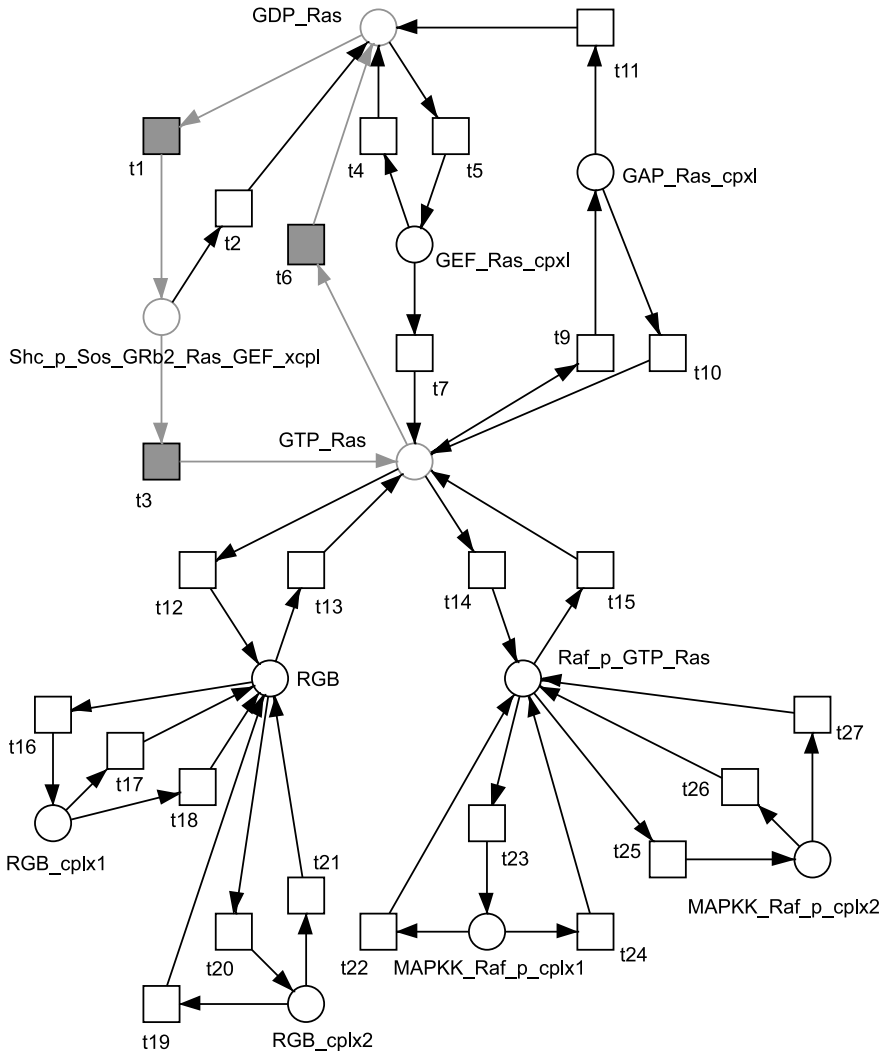 GDP_Ras
t11
t1
t4
t5
GAP_Ras_cpxl
t2
t6
GEF_Ras_cpxl
Shc_p_Sos_GRb2_Ras_GEF_xcpl
t9
t7
t10
GTP_Ras
t3
t12
t13
t14
t15
RGB
Raf_p_GTP_Ras
t16
t17
t27
t18
t26
t23
t25
RGB_cplx1
t21
MAPKK_Raf_p_cplx2
t20
t22
MAPKK_Raf_p_cplx1
t24
t19
RGB_cplx2